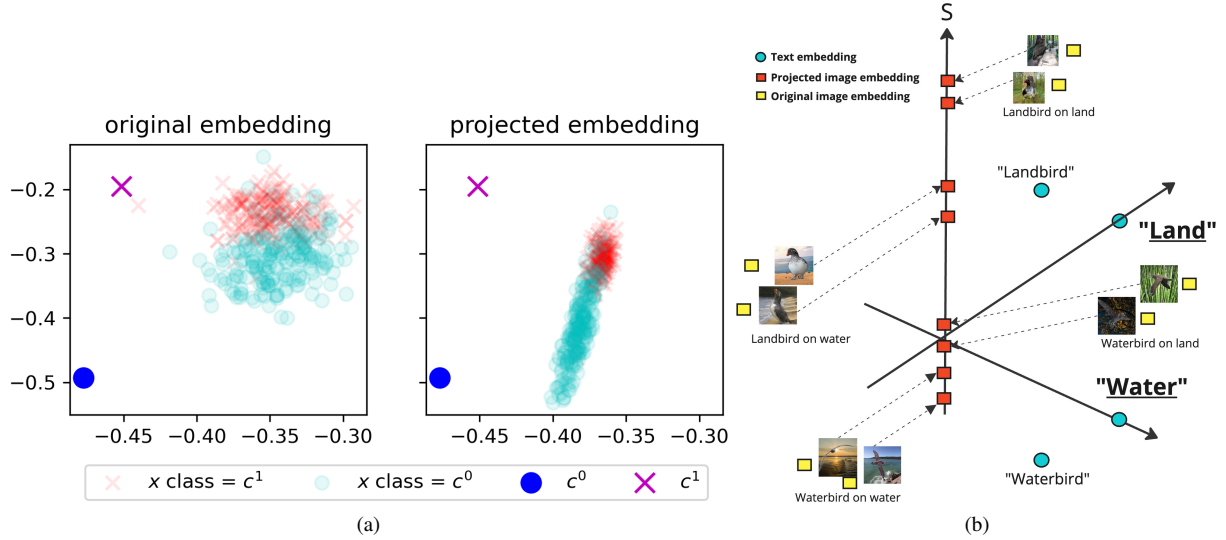 original embedding
projected embedding
−0.2
−0.3
−0.4
−0.5
−0.45 −0.40 −0.35 −0.30
−0.45 −0.40 −0.35 −0.30
x class = c¹ x class = c⁰ c⁰ c¹
(a)
S
Text embedding
Projected image embedding
Original image embedding
Landbird on land
"Landbird"
"Land"
Landbird on water
Waterbird on land
"Water"
Waterbird on water
"Waterbird"
(b)